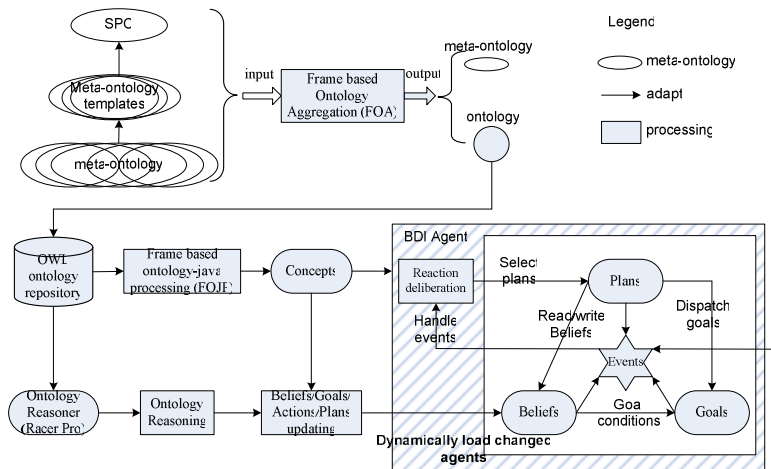 SPO
Meta-ontology
templates
meta-ontology
input
Frame based
Ontology
Aggregation (FOA)
output
meta-ontology
ontology
Legend
meta-ontology
adapt
processing
OWL
ontology
repository
Frame based
ontology-java
processing (FOJP)
Concepts
BDI Agent
Reaction
deliberation
Select
plans
Plans
Dispatch
goals
Read/write
Beliefs
Handle
events
Events
Ontology
Reasoner
(Racer Pro)
Ontology
Reasoning
Beliefs/Goals/
Actions/Plans
updating
Beliefs
Goa
conditions
Goals
Dynamically load changed
agents